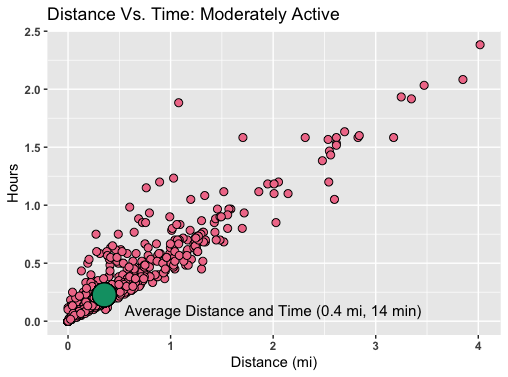 Distance Vs. Time: Moderately Active
2.5
2.0
1.5
1.0
0.5
0.0
Hours
Average Distance and Time (0.4 mi, 14 min)
0 1 2 3 4
Distance (mi)